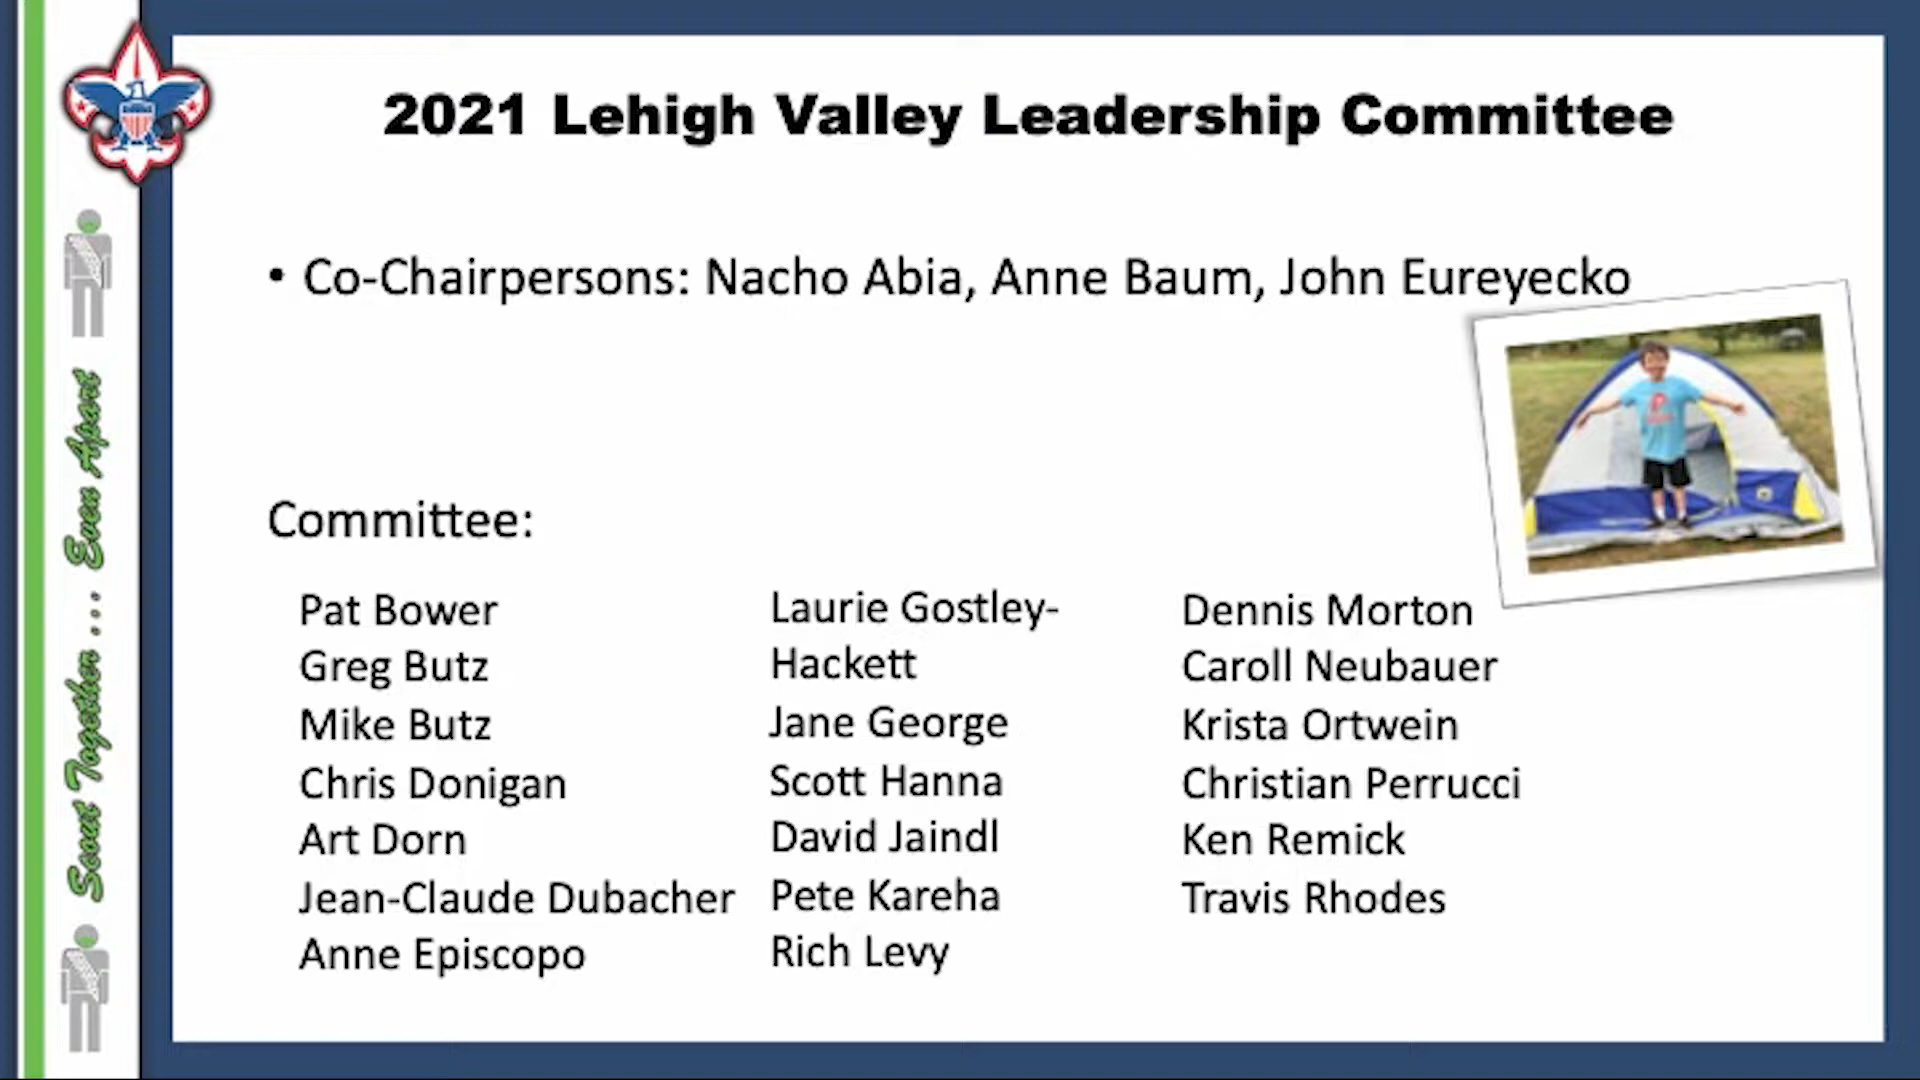 2021 Lehigh Valley Leadership Committee
• Co-Chairpersons: Nacho Abia, Anne Baum, John Eureyecko
Committee:
Pat Bower
Greg Butz
Mike Butz
Chris Donigan
Art Dorn
Jean-Claude Dubacher
Anne Episcopo
Laurie Gostley-
Hackett
Jane George
Scott Hanna
David Jaindl
Pete Kareha
Rich Levy
Dennis Morton
Caroll Neubauer
Krista Ortwein
Christian Perrucci
Ken Remick
Travis Rhodes
Scout Together ... Even Apart